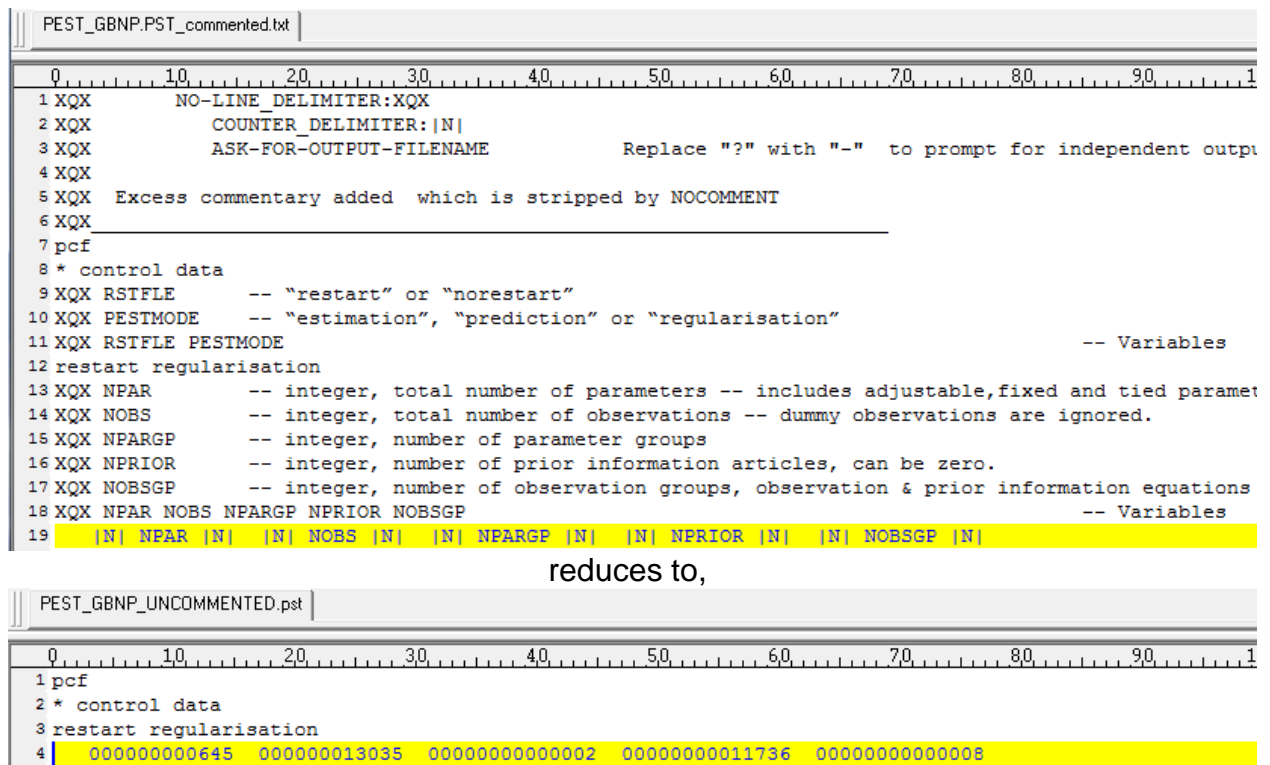 PEST_GBNP.PST_commented.txt
0 10 20 30 40 50 60 70 80 90 1
1 XQX NO-LINE_DELIMITER:XQX
2 XQX COUNTER_DELIMITER:|N|
3 XQX ASK-FOR-OUTPUT-FILENAME Replace "?" with "-" to prompt for independent outpu
4 XQX
5 XQX Excess commentary added which is stripped by NOCOMMENT
6 XQX
7 pcf
8 * control data
9 XQX RSTFLE -- “restart” or “norestart”
10 XQX PESTMODE -- “estimation”, “prediction” or “regularisation”
11 XQX RSTFLE PESTMODE -- Variables
12 restart regularisation
13 XQX NPAR -- integer, total number of parameters -- includes adjustable,fixed and tied paramet
14 XQX NOBS -- integer, total number of observations -- dummy observations are ignored.
15 XQX NPARGP -- integer, number of parameter groups
16 XQX NPRIOR -- integer, number of prior information articles, can be zero.
17 XQX NOBSGP -- integer, number of observation groups, observation & prior information equations
18 XQX NPAR NOBS NPARGP NPRIOR NOBSGP -- Variables
19 |N| NPAR |N| |N| NOBS |N| |N| NPARGP |N| |N| NPRIOR |N| |N| NOBSGP |N|
reduces to,
PEST_GBNP_UNCOMMENTED.pst
0 10 20 30 40 50 60 70 80 90 1
1 pcf
2 * control data
3 restart regularisation
4 000000000645 000000013035 00000000000002 00000000011736 00000000000008